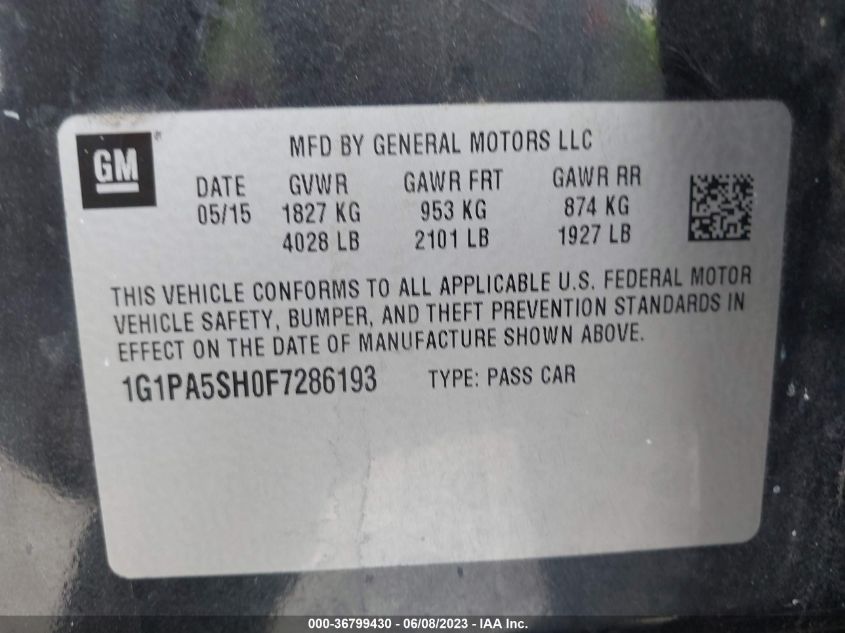 GM ®
MFD BY GENERAL MOTORS LLC
DATE GVWR GAWR FRT GAWR RR
05/15 1827 KG 953 KG 874 KG
4028 LB 2101 LB 1927 LB
THIS VEHICLE CONFORMS TO ALL APPLICABLE U.S. FEDERAL MOTOR
VEHICLE SAFETY, BUMPER, AND THEFT PREVENTION STANDARDS IN
EFFECT ON THE DATE OF MANUFACTURE SHOWN ABOVE.
1G1PA5SH0F7286193 TYPE: PASS CAR
000-36799430 - 06/08/2023 - IAA Inc.